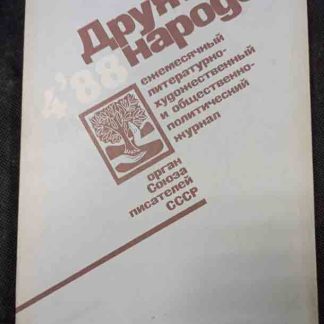 Друж
народо
4'88
ежемесячный
литературно-
художественный
и общественно-
политический
журнал
орган
Союза
писателей
СССР